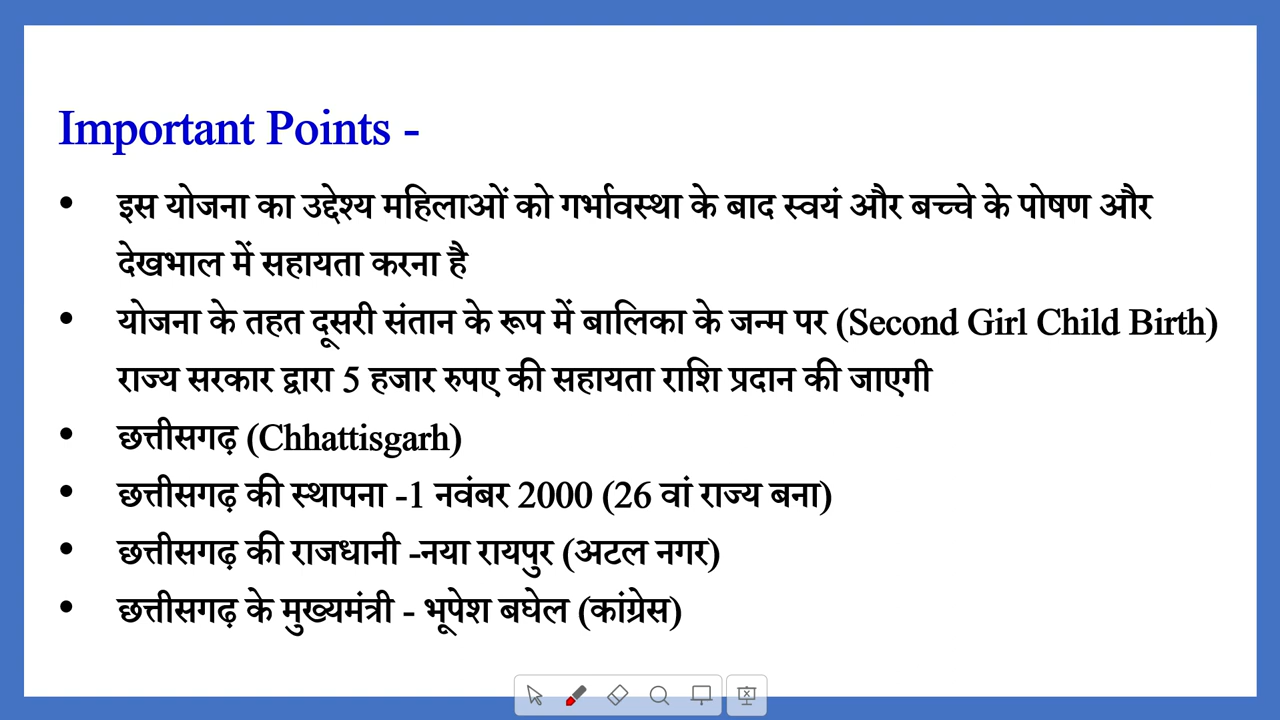 Important Points -
• इस योजना का उद्देश्य महिलाओं को गर्भावस्था के बाद स्वयं और बच्चे के पोषण और
देखभाल में सहायता करना है
• योजना के तहत दूसरी संतान के रूप में बालिका के जन्म पर (Second Girl Child Birth)
राज्य सरकार द्वारा 5 हजार रुपए की सहायता राशि प्रदान की जाएगी
• छत्तीसगढ़ (Chhattisgarh)
• छत्तीसगढ़ की स्थापना -1 नवंबर 2000 (26 वां राज्य बना)
• छत्तीसगढ़ की राजधानी -नया रायपुर (अटल नगर)
• छत्तीसगढ़ के मुख्यमंत्री - भूपेश बघेल (कांग्रेस)